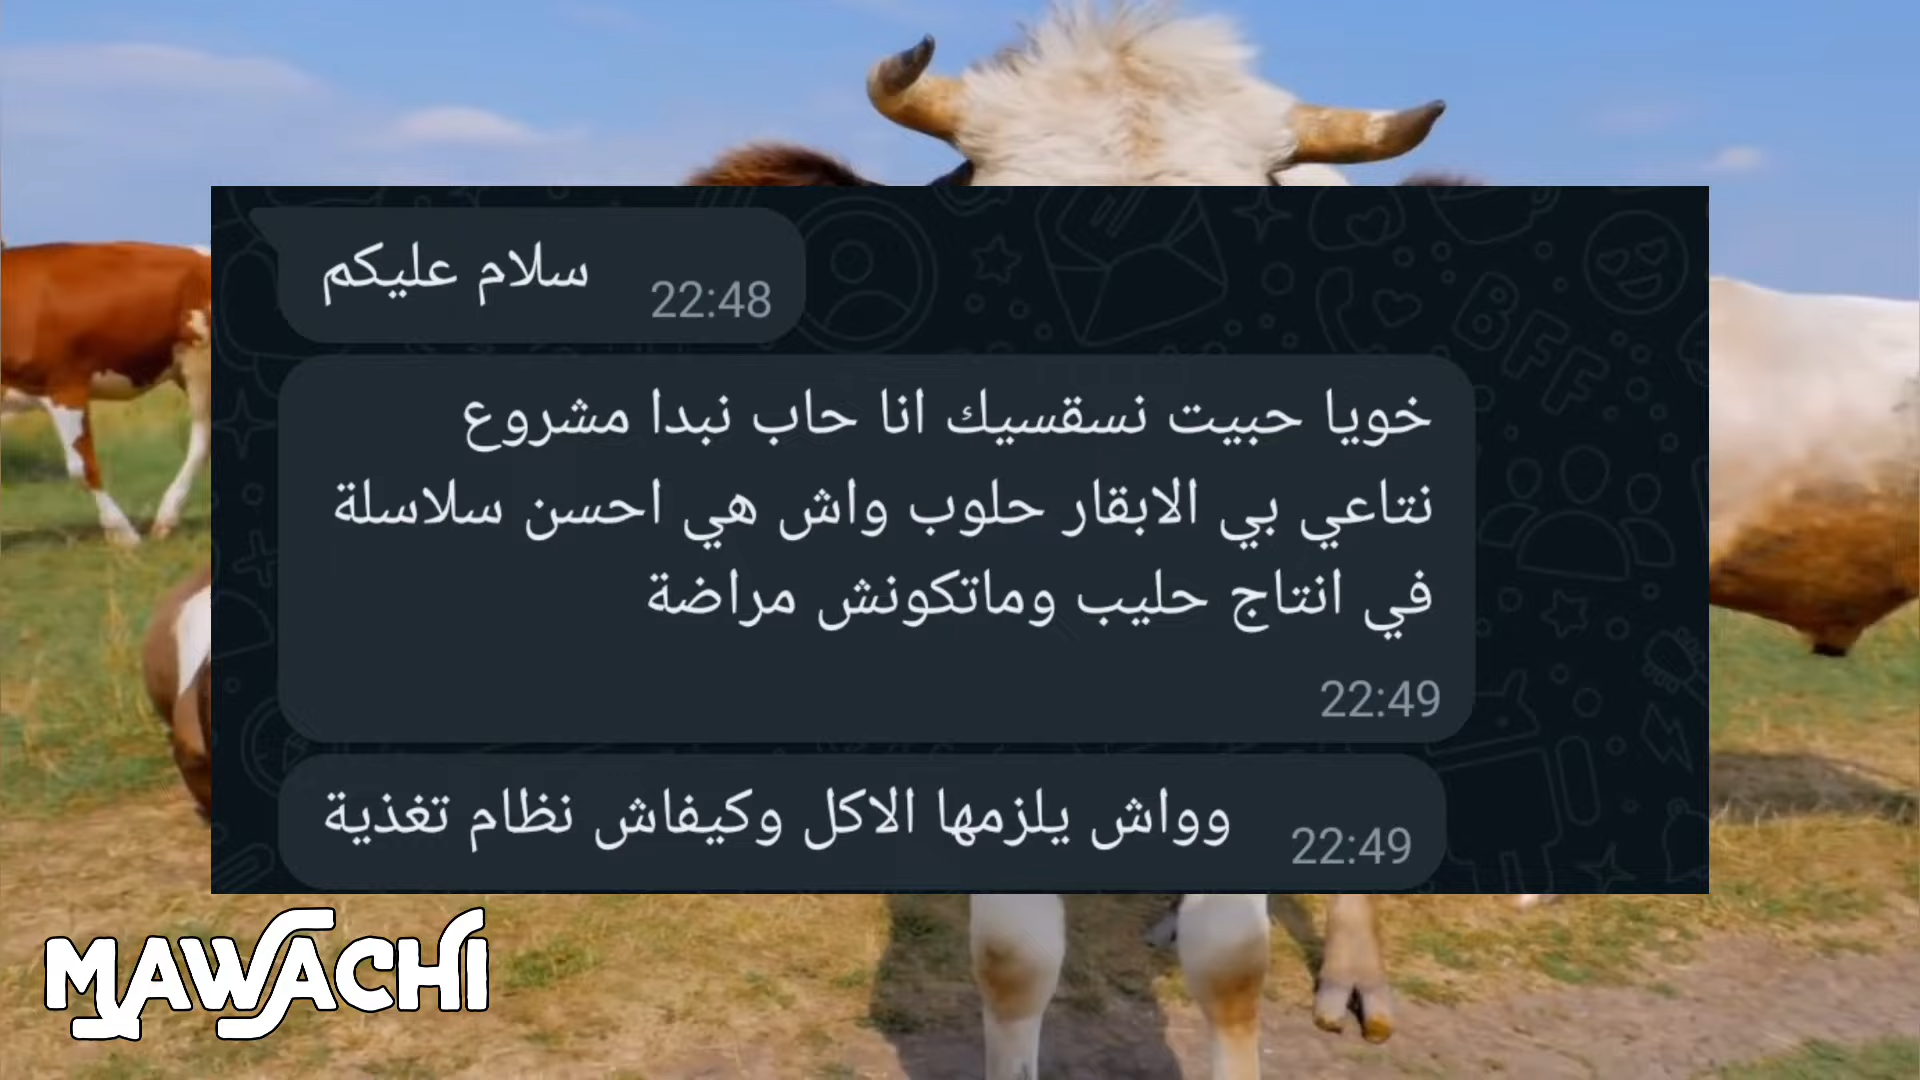 سلام عليكم
22:48
خويا حبيت نسقسيك انا حاب نبدا مشروع
نتاعي بي الابقار حلوب واش هي احسن سلاسلة
في انتاج حليب وماتكونش مراضة
22:49
وواش يلزمها الاكل وكيفاش نظام تغذية
22:49
MAWACHI